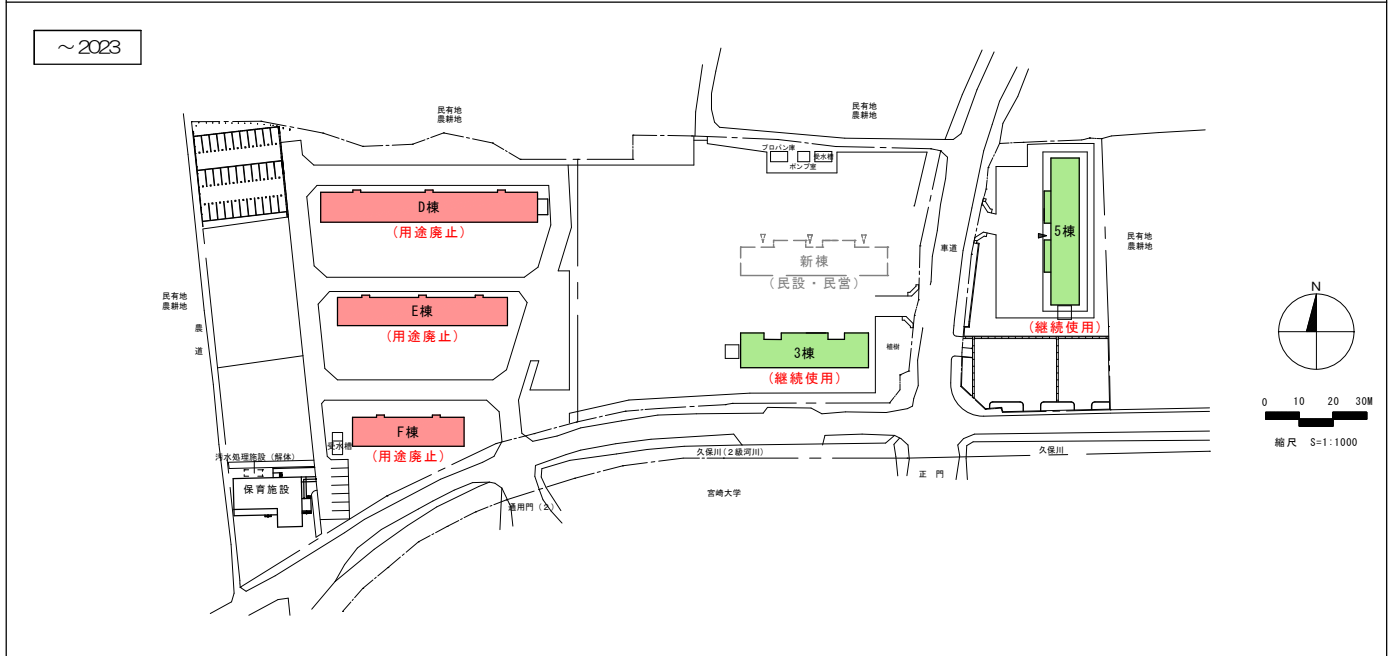 ～2023
民有地
農耕地
民有地
農耕地
プロパン庫
受水槽
ポンプ室
D棟
(用途廃止)
5棟
車道
民有地
農耕地
新棟
(民設・民営)
N
民有地
農耕地
農
道
E棟
(用途廃止)
(継続使用)
3棟
植樹
(継続使用)
0 10 20 30M
縮尺 S=1:1000
F棟
受水槽
(用途廃止)
汚水処理施設(解体)
久保川(2級河川)
久保川
正 門
保育施設
宮崎大学
通用門(2)